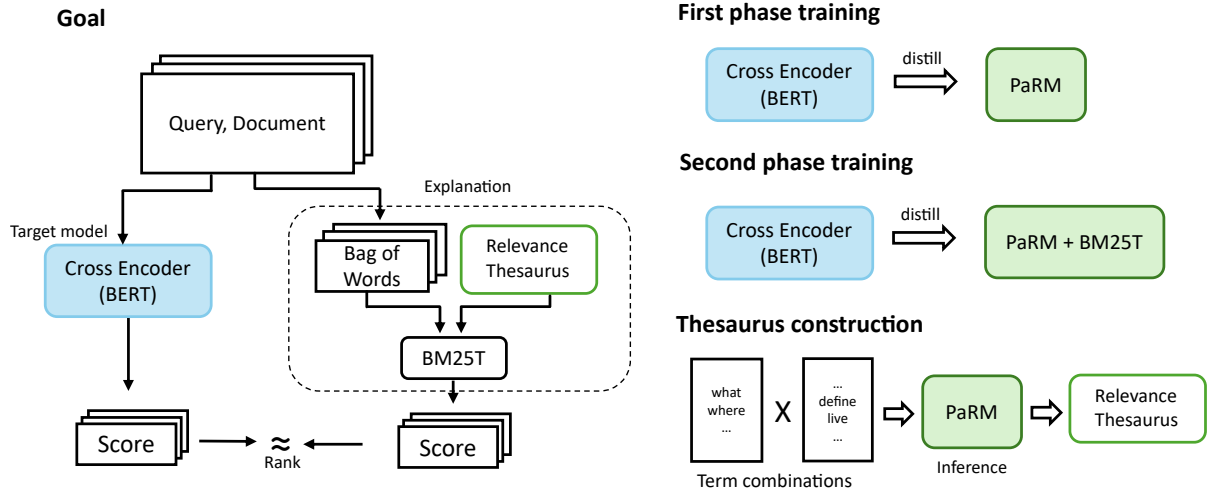 Goal
Query, Document
Explanation
Target model
Cross Encoder
(BERT)
Bag of
Words
Relevance
Thesaurus
BM25T
Score
≈
Rank
Score
First phase training
Cross Encoder
(BERT)
distill
PaRM
Second phase training
Cross Encoder
(BERT)
distill
PaRM + BM25T
Thesaurus construction
what
where
...
X
...
define
live
...
PaRM
Relevance
Thesaurus
Term combinations
Inference